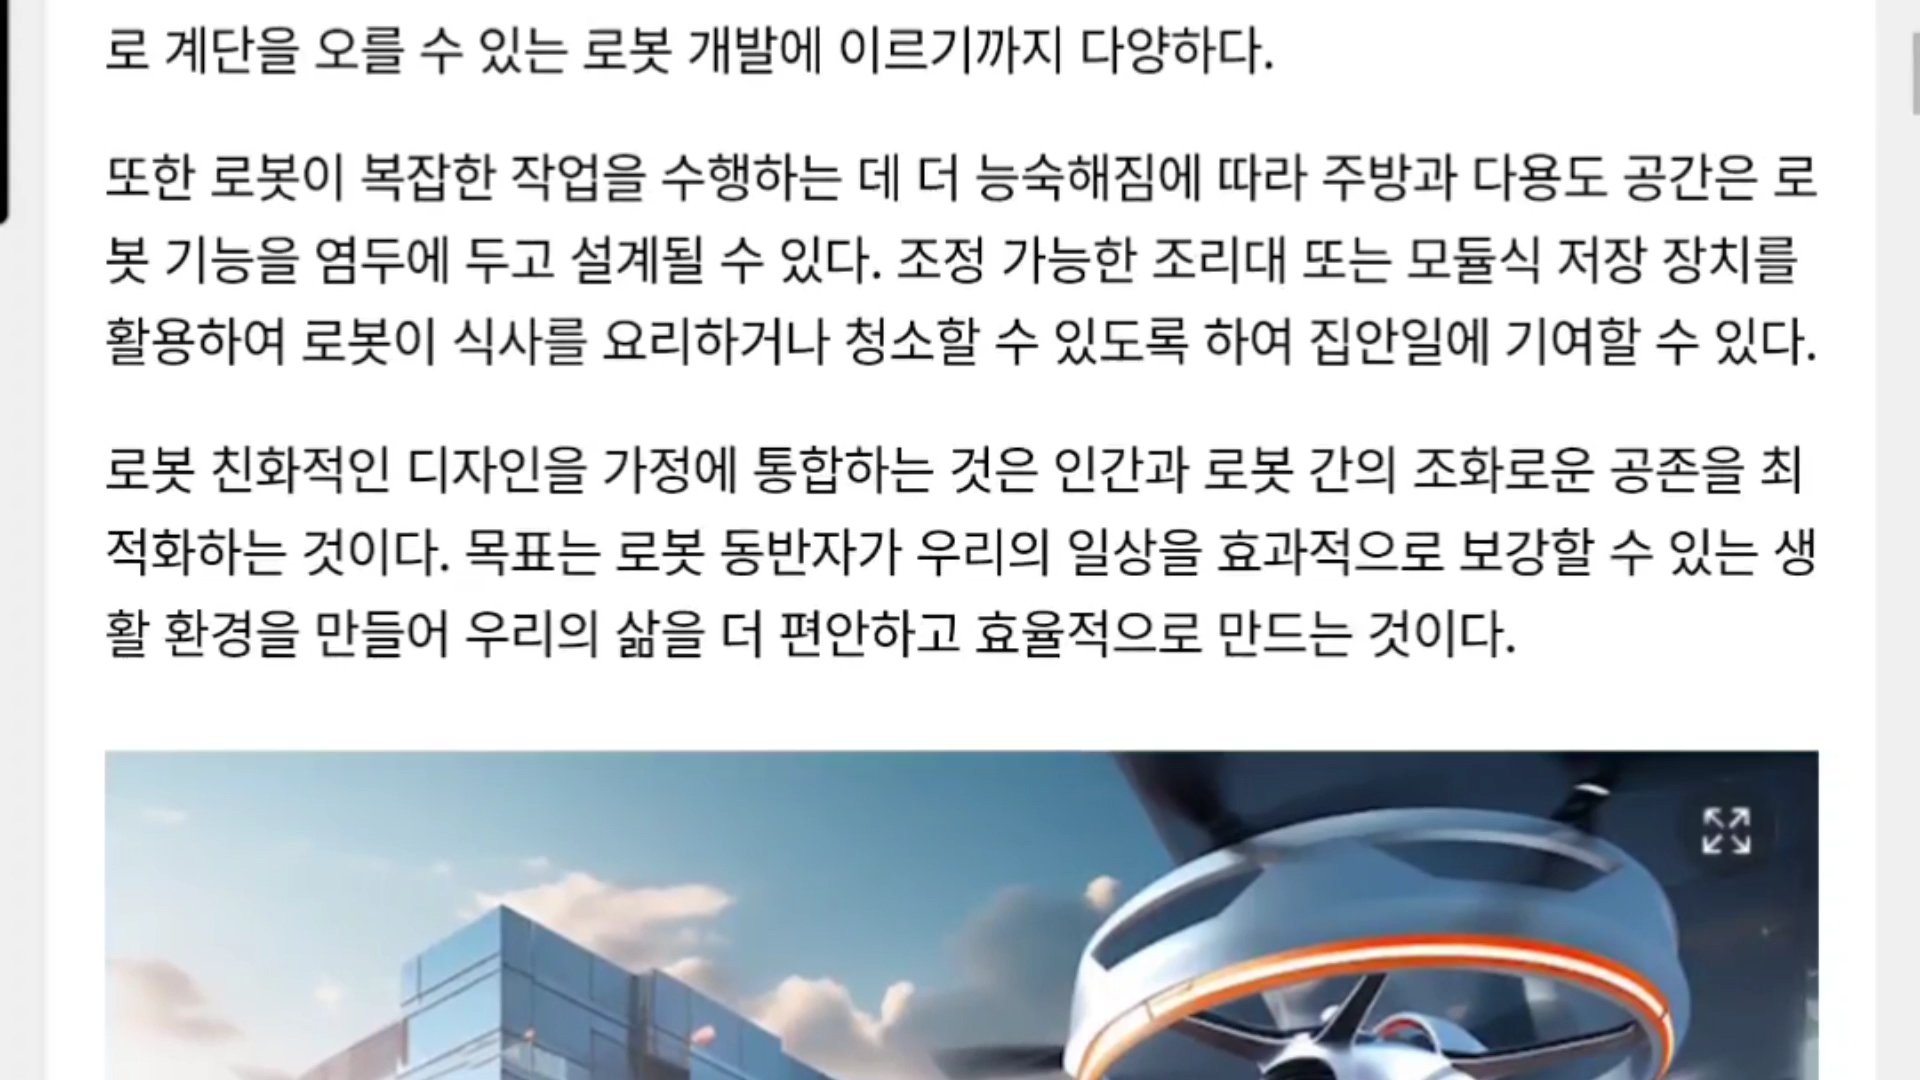 로 계단을 오를 수 있는 로봇 개발에 이르기까지 다양하다.
또한 로봇이 복잡한 작업을 수행하는 데 더 능숙해짐에 따라 주방과 다용도 공간은 로
봇 기능을 염두에 두고 설계될 수 있다. 조정 가능한 조리대 또는 모듈식 저장 장치를
활용하여 로봇이 식사를 요리하거나 청소할 수 있도록 하여 집안일에 기여할 수 있다.
로봇 친화적인 디자인을 가정에 통합하는 것은 인간과 로봇 간의 조화로운 공존을 최
적화하는 것이다. 목표는 로봇 동반자가 우리의 일상을 효과적으로 보강할 수 있는 생
활 환경을 만들어 우리의 삶을 더 편안하고 효율적으로 만드는 것이다.